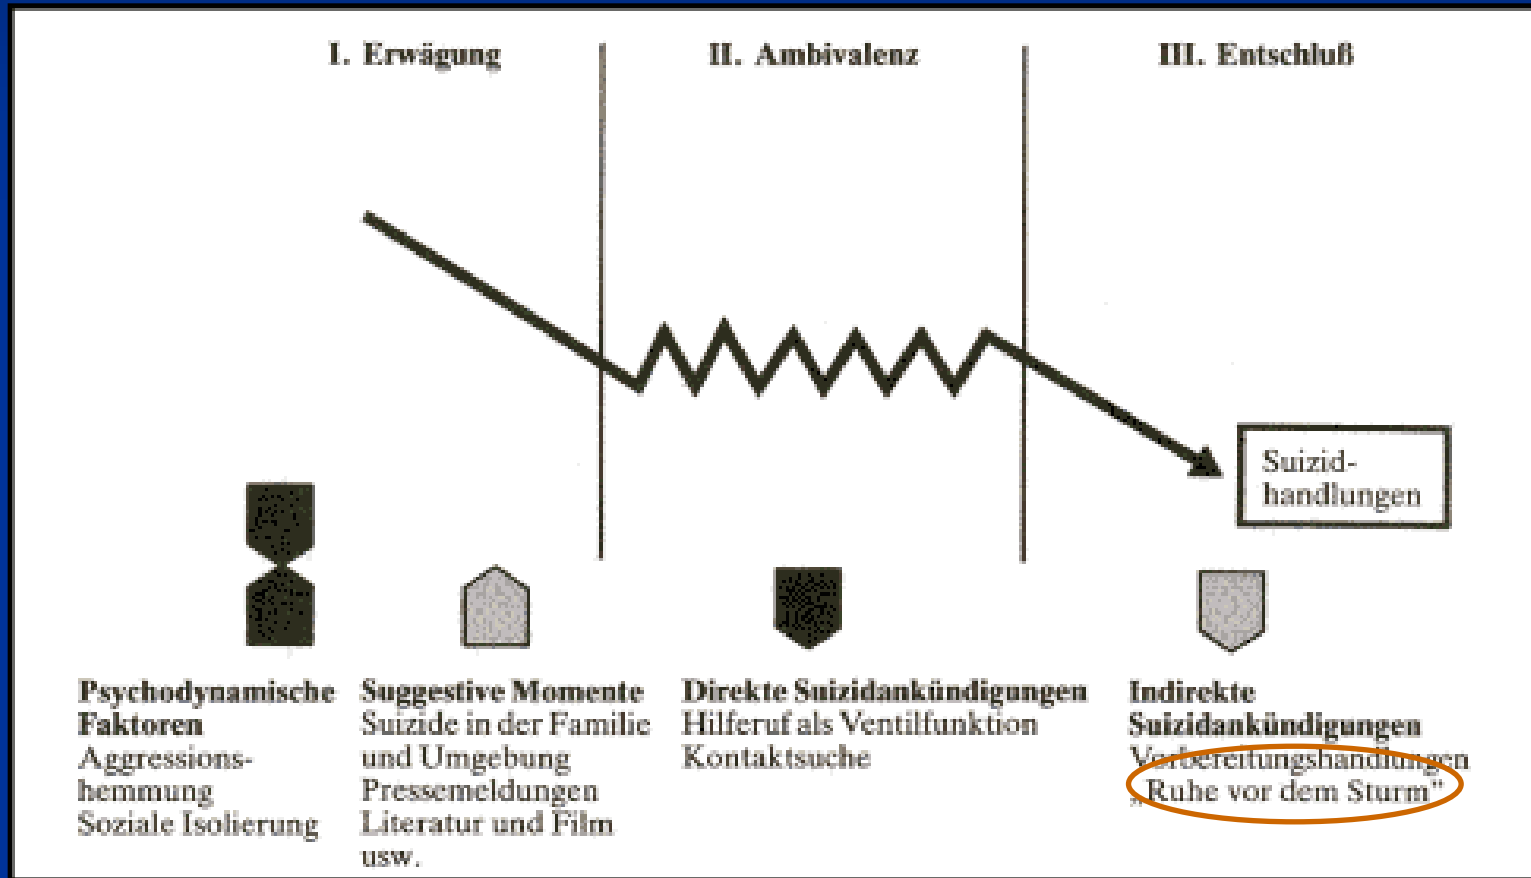 I. Erwägung
II. Ambivalenz
III. Entschluß
Suizid-
handlungen
Psychodynamische
Faktoren
Aggressions-
hemmung
Soziale Isolierung
Suggestive Momente
Suizide in der Familie
und Umgebung
Pressemeldungen
Literatur und Film
usw.
Direkte Suizidankündigungen
Hilferuf als Ventilfunktion
Kontaktsuche
Indirekte
Suizidankündigungen
Vorbereitungshandlungen
„Ruhe vor dem Sturm“